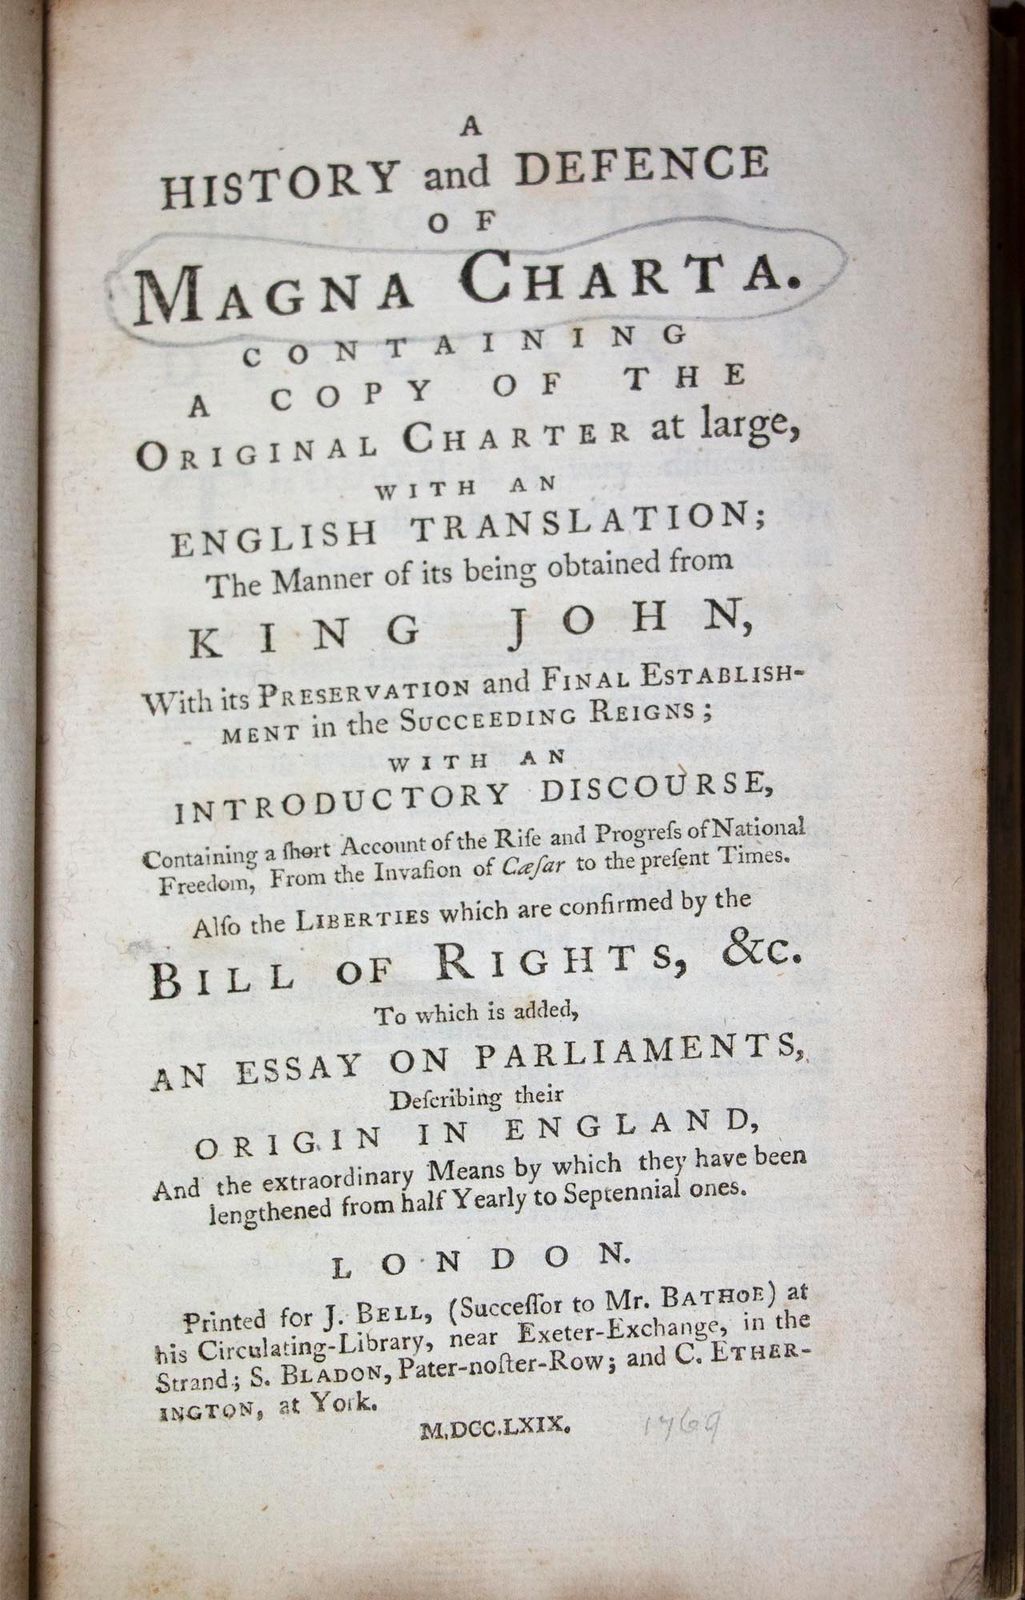 A
HISTORY and DEFENCE
OF
MAGNA CHARTA.
CONTAINING
A COPY OF THE
ORIGINAL CHARTER at large,
WITH AN
ENGLISH TRANSLATION;
The Manner of its being obtained from
KING JOHN,
With its PRESERVATION and FINAL ESTABLISH-
MENT in the SUCCEEDING REIGNS;
WITH AN
INTRODUCTORY DISCOURSE,
Containing a ſhort Account of the Riſe and Progreſs of National
Freedom, From the Invaſion of Cæſar to the preſent Times.
Alſo the LIBERTIES which are confirmed by the
BILL OF RIGHTS, &c.
To which is added,
AN ESSAY ON PARLIAMENTS,
Deſcribing their
ORIGIN IN ENGLAND,
And the extraordinary Means by which they have been
lengthened from half Yearly to Septennial ones.
LONDON.
Printed for J. BELL, (Succeſſor to Mr. BATHOE) at
his Circulating-Library, near Exeter-Exchange, in the
Strand; S. BLADON, Pater-noſter-Row; and C. ETHER-
INGTON, at York.
M,DCC.LXIX. 1769